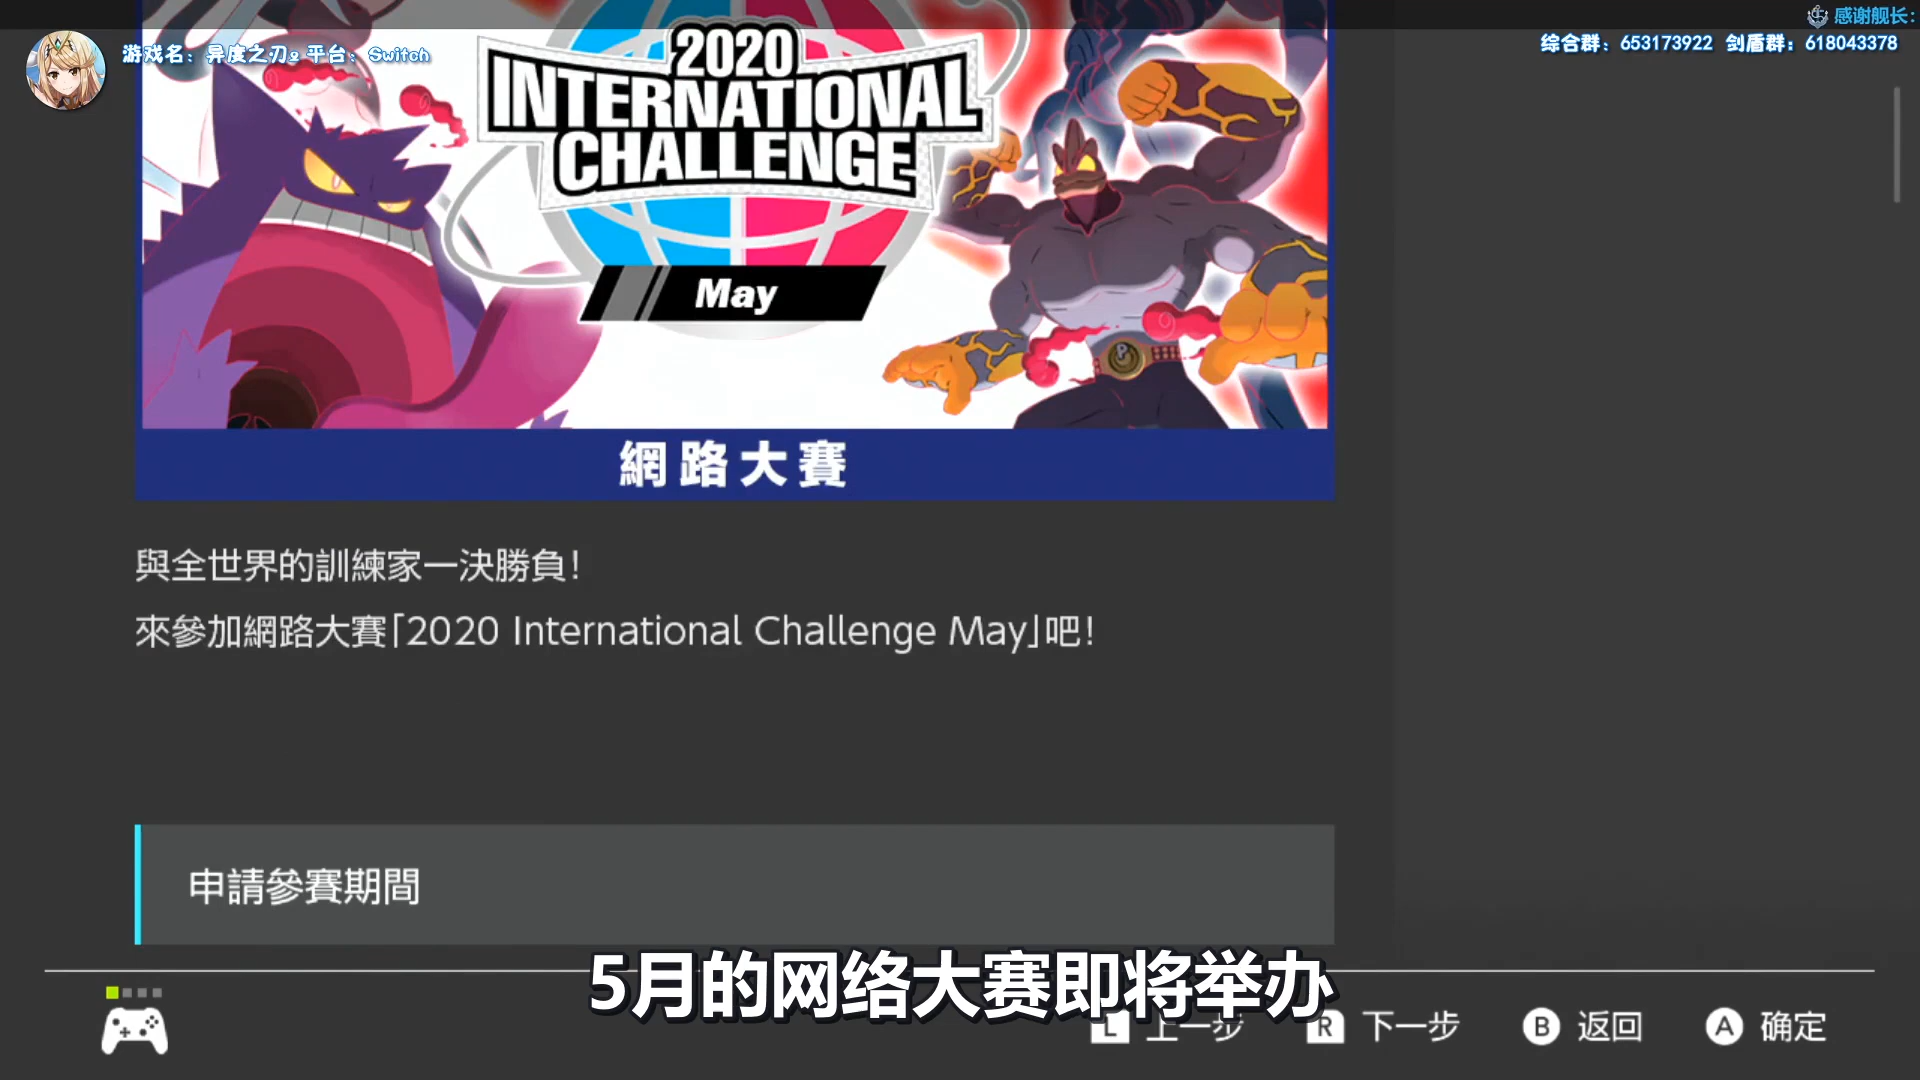 感谢舰长:
游戏名: 异度之刃2 平台: Switch
综合群: 653173922 剑盾群: 618043378
2020
INTERNATIONAL
CHALLENGE
May
網路大賽
與全世界的訓練家一決勝負!
來參加網路大賽「2020 International Challenge May」吧!
申請參賽期間
5月的网络大赛即将举办
L 上一步 R 下一步 B 返回 A 确定